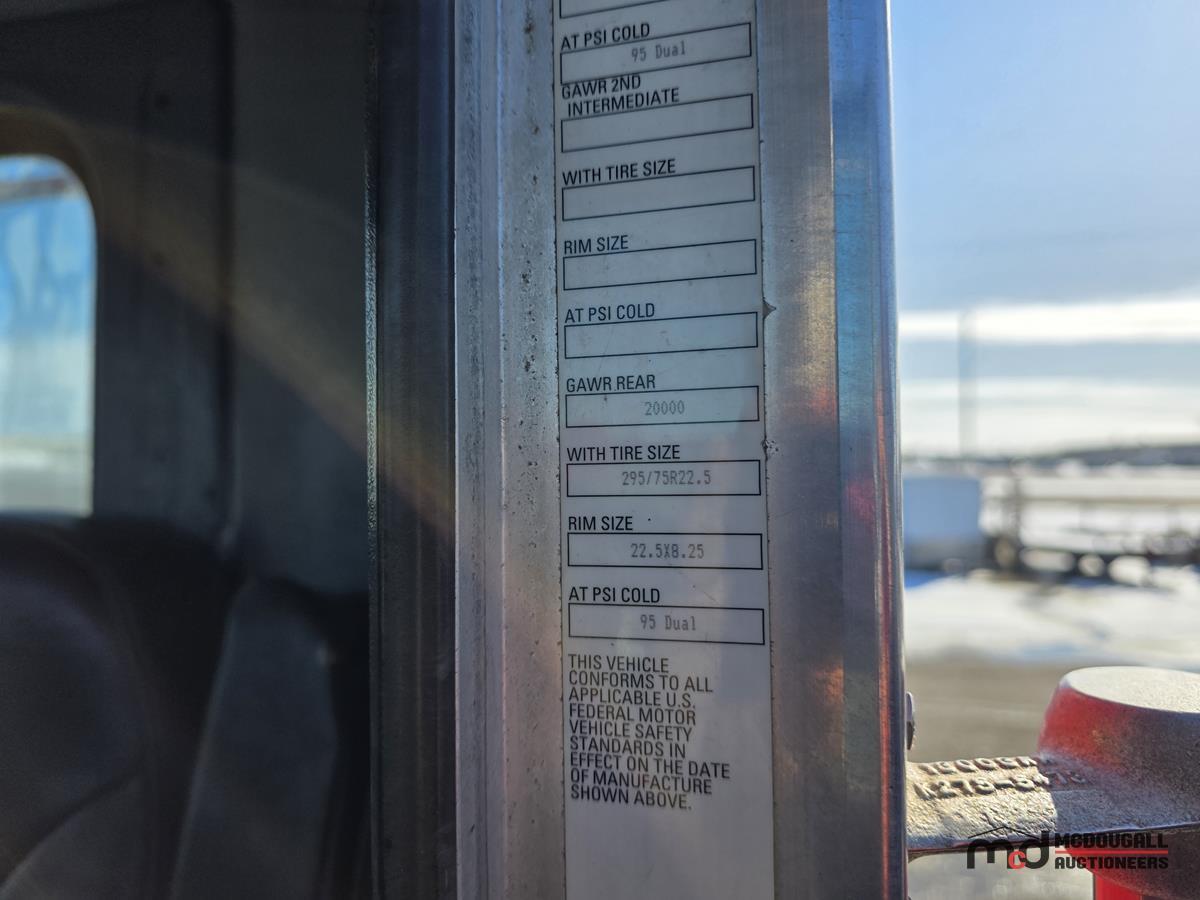 AT PSI COLD
95 Dual
GAWR 2ND
INTERMEDIATE
WITH TIRE SIZE
RIM SIZE
AT PSI COLD
GAWR REAR
20000
WITH TIRE SIZE
295/75R22.5
RIM SIZE
22.5X8.25
AT PSI COLD
95 Dual
THIS VEHICLE
CONFORMS TO ALL
APPLICABLE U.S.
FEDERAL MOTOR
VEHICLE SAFETY
STANDARDS IN
EFFECT ON THE DATE
OF MANUFACTURE
SHOWN ABOVE.
mcd MCDOUGALL
AUCTIONEERS